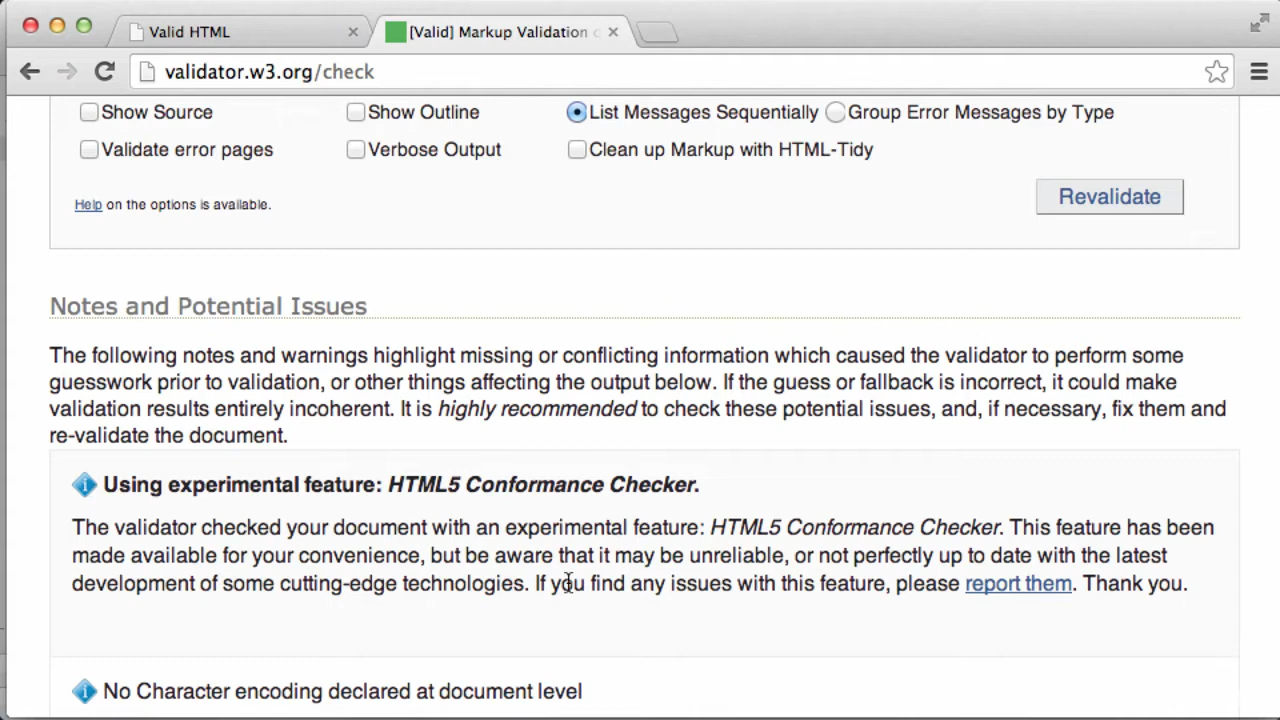 Valid HTML
[Valid] Markup Validation
validator.w3.org/check
Show Source Show Outline List Messages Sequentially Group Error Messages by Type
Validate error pages Verbose Output Clean up Markup with HTML-Tidy
Help on the options is available.
Revalidate
Notes and Potential Issues
The following notes and warnings highlight missing or conflicting information which caused the validator to perform some
guesswork prior to validation, or other things affecting the output below. If the guess or fallback is incorrect, it could make
validation results entirely incoherent. It is highly recommended to check these potential issues, and, if necessary, fix them and
re-validate the document.
Using experimental feature: HTML5 Conformance Checker.
The validator checked your document with an experimental feature: HTML5 Conformance Checker. This feature has been
made available for your convenience, but be aware that it may be unreliable, or not perfectly up to date with the latest
development of some cutting-edge technologies. If you find any issues with this feature, please report them. Thank you.
No Character encoding declared at document level